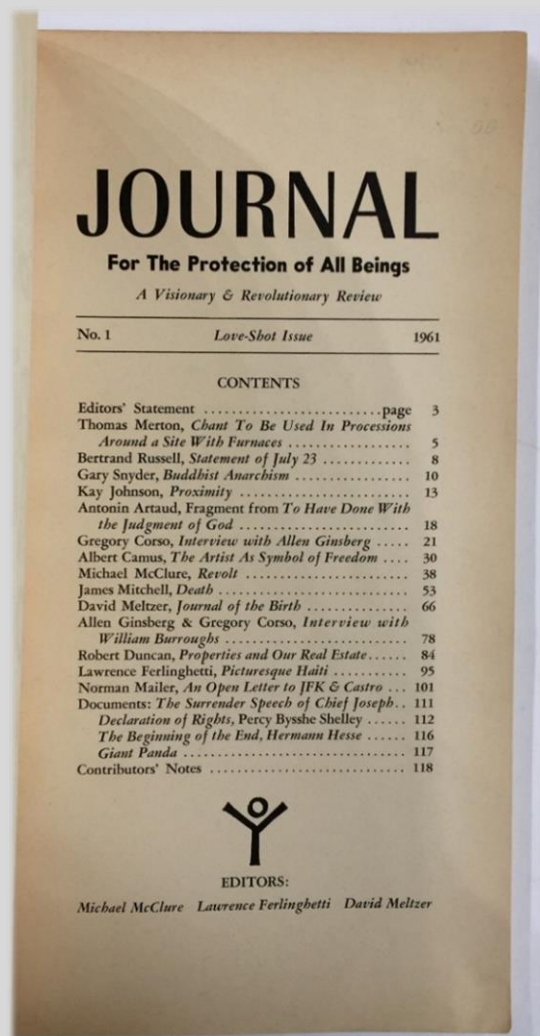 JOURNAL
For The Protection of All Beings
A Visionary & Revolutionary Review
No. 1 Love-Shot Issue 1961
CONTENTS
Editors' Statement ............................page 3
Thomas Merton, Chant To Be Used In Processions
Around a Site With Furnaces .................. 5
Bertrand Russell, Statement of July 23 ............. 8
Gary Snyder, Buddhist Anarchism ................ 10
Kay Johnson, Proximity ......................... 13
Antonin Artaud, Fragment from To Have Done With
the Judgment of God ......................... 18
Gregory Corso, Interview with Allen Ginsberg ..... 21
Albert Camus, The Artist As Symbol of Freedom .... 30
Michael McClure, Revolt ........................ 38
James Mitchell, Death ............................ 53
David Meltzer, Journal of the Birth ............... 66
Allen Ginsberg & Gregory Corso, Interview with
William Burroughs ........................... 78
Robert Duncan, Properties and Our Real Estate...... 84
Lawrence Ferlinghetti, Picturesque Haiti ........... 95
Norman Mailer, An Open Letter to JFK & Castro ... 101
Documents: The Surrender Speech of Chief Joseph.. 111
Declaration of Rights, Percy Bysshe Shelley ...... 112
The Beginning of the End, Hermann Hesse ...... 116
Giant Panda ................................ 117
Contributors' Notes ............................. 118
EDITORS:
Michael McClure Lawrence Ferlinghetti David Meltzer